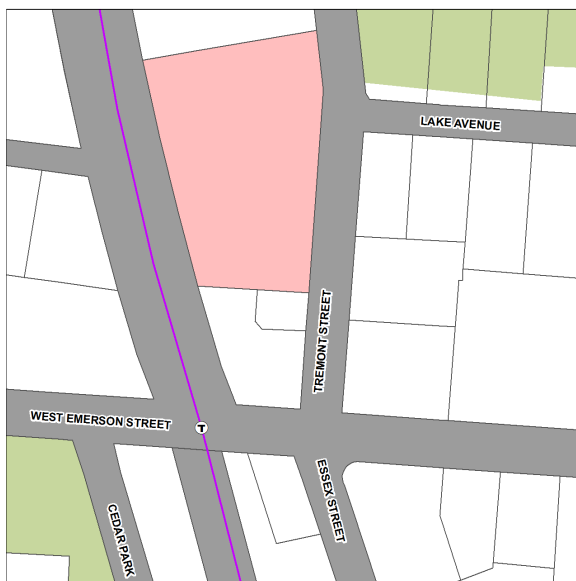 LAKE AVENUE
TREMONT STREET
WEST EMERSON STREET
T
ESSEX STREET
CEDAR PARK